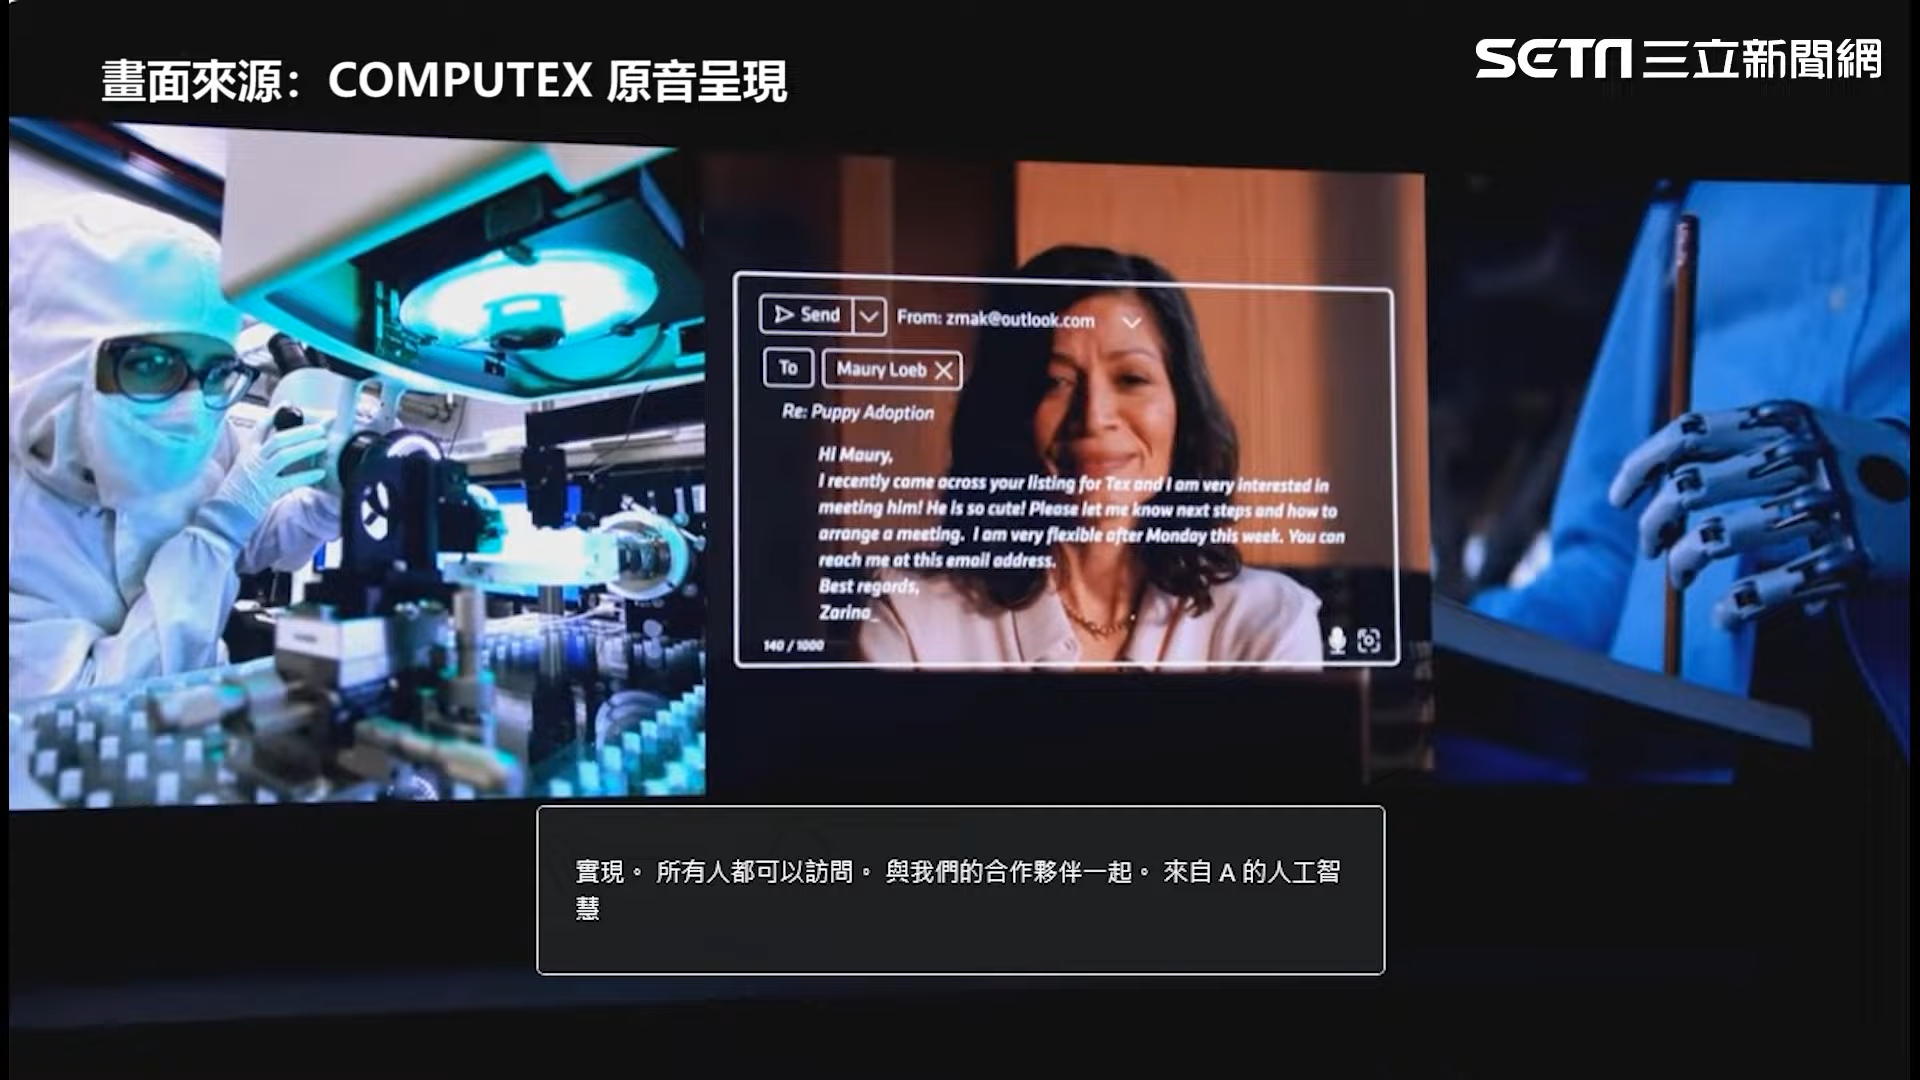 畫面來源：COMPUTEX 原音呈現
SETN三立新聞網
Send
From: zmak@outlook.com
To
Maury Loeb
Re: Puppy Adoption
Hi Maury,
I recently came across your listing for Tex and I am very interested in
meeting him! He is so cute! Please let me know next steps and how to
arrange a meeting. I am very flexible after Monday this week. You can
reach me at this email address.
Best regards,
Zarina_
140 / 1000
實現。 所有人都可以訪問。 與我們的合作夥伴一起。 來自 A 的人工智
慧